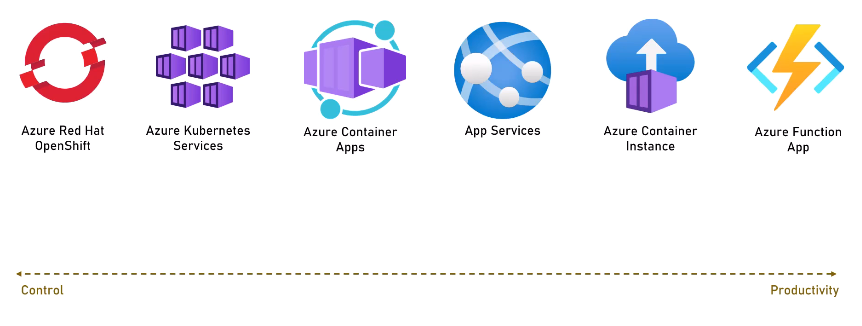 Azure Red Hat
OpenShift
Azure Kubernetes
Services
Azure Container
Apps
App Services
Azure Container
Instance
Azure Function
App
Control
Productivity